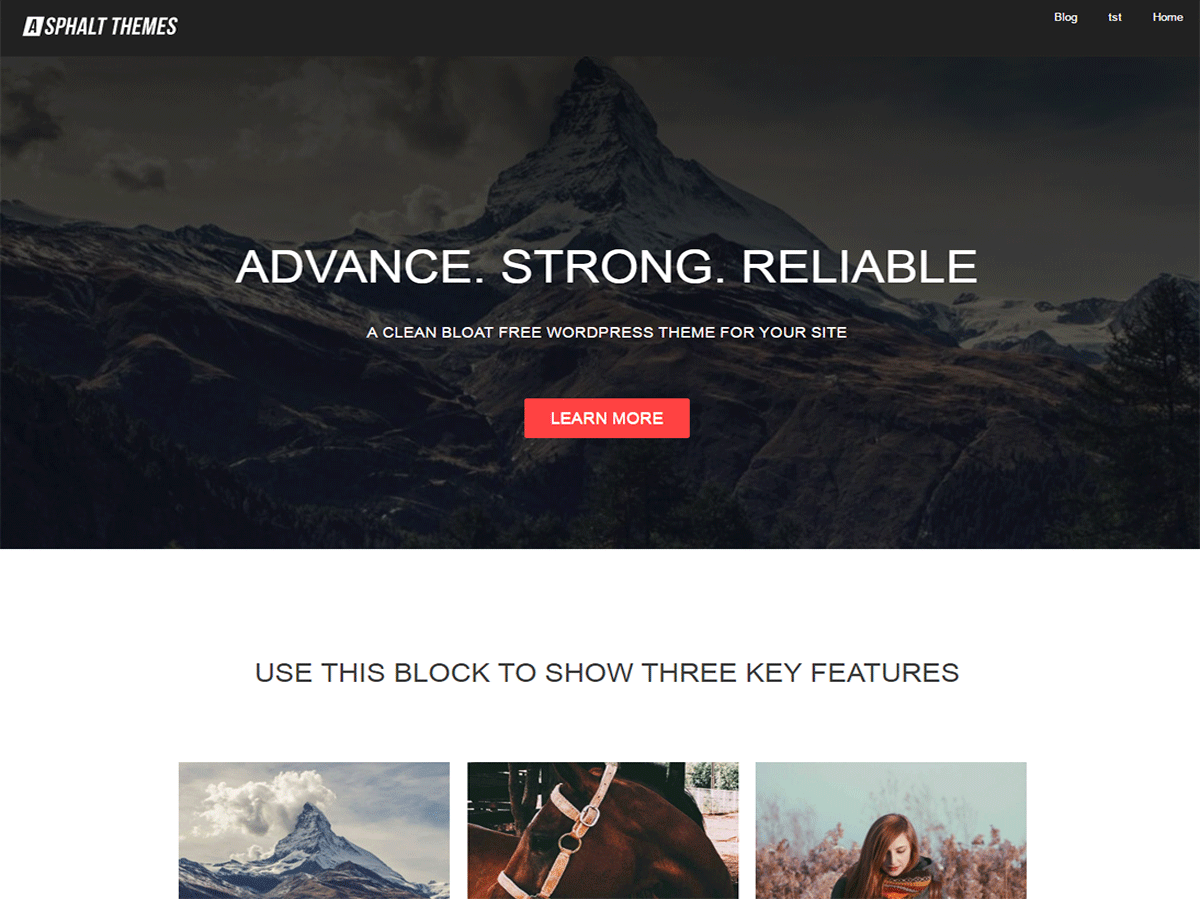 ASPHALT THEMES
Blog
tst
Home
ADVANCE. STRONG. RELIABLE
A CLEAN BLOAT FREE WORDPRESS THEME FOR YOUR SITE
LEARN MORE
USE THIS BLOCK TO SHOW THREE KEY FEATURES